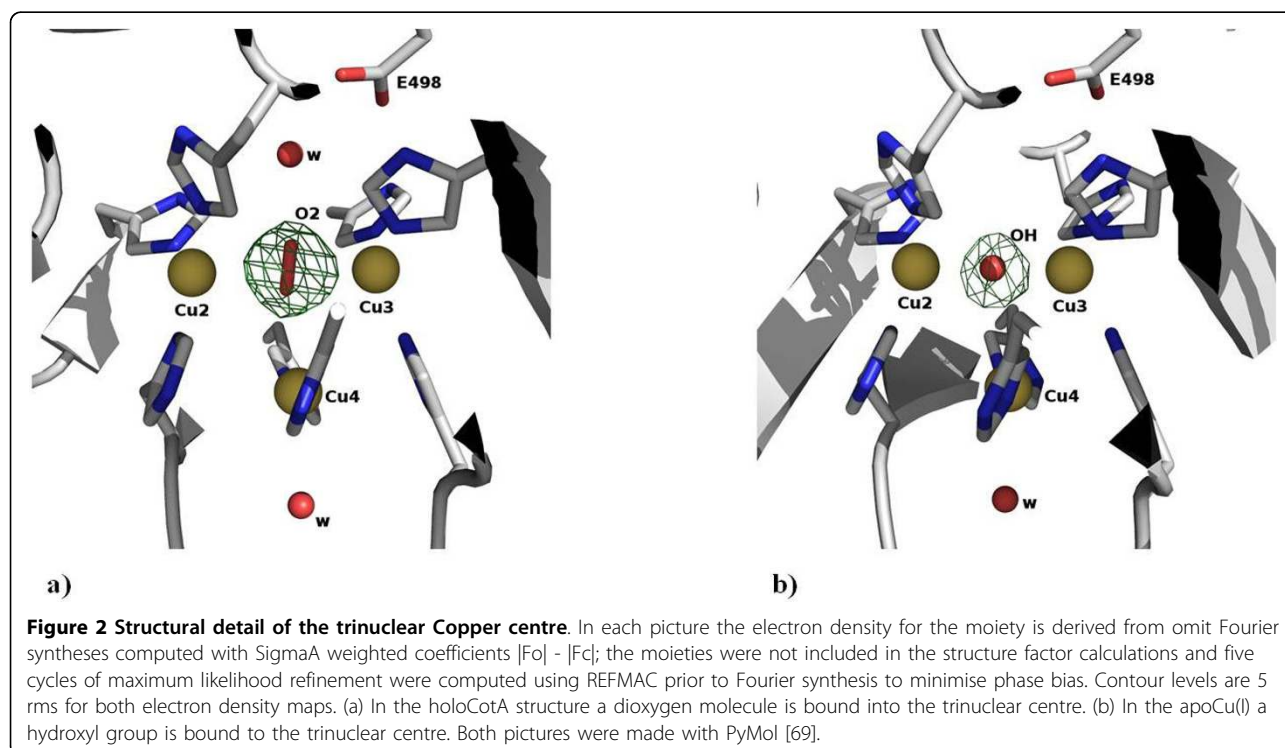 E498
w
O2
Cu2
Cu3
Cu4
w
a)
E498
OH
Cu2
Cu3
Cu4
w
b)
Figure 2 Structural detail of the trinuclear Copper centre. In each picture the electron density for the moiety is derived from omit Fourier
syntheses computed with SigmaA weighted coefficients |Fo| - |Fc|; the moieties were not included in the structure factor calculations and five
cycles of maximum likelihood refinement were computed using REFMAC prior to Fourier synthesis to minimise phase bias. Contour levels are 5
rms for both electron density maps. (a) In the holoCotA structure a dioxygen molecule is bound into the trinuclear centre. (b) In the apoCu(I) a
hydroxyl group is bound to the trinuclear centre. Both pictures were made with PyMol [69].